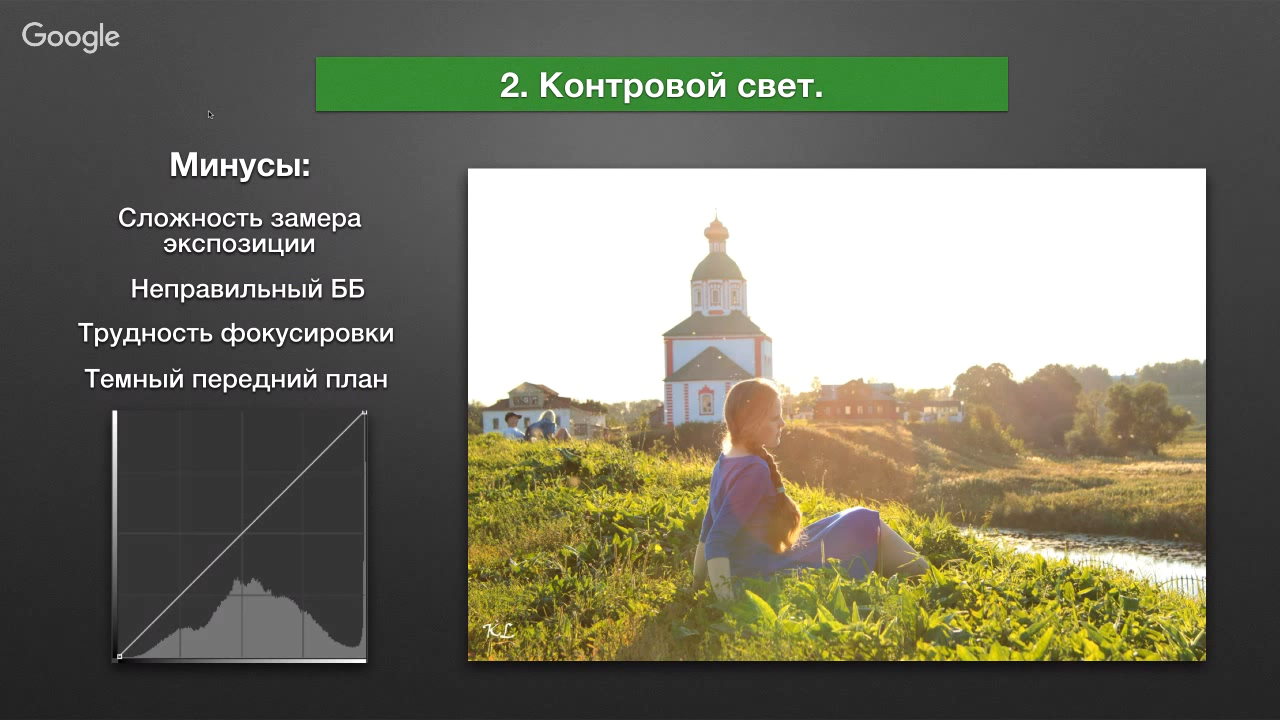 Google
2. Контровой свет.
Минусы:
Сложность замера
экспозиции
Неправильный ББ
Трудность фокусировки
Темный передний план
KL